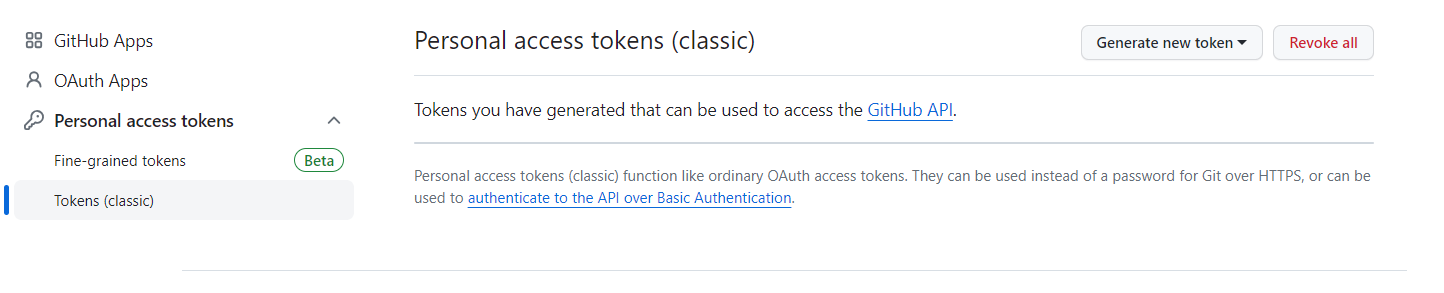 GitHub Apps
OAuth Apps
Personal access tokens
Fine-grained tokens
Beta
Tokens (classic)
Personal access tokens (classic)
Generate new token
Revoke all
Tokens you have generated that can be used to access the GitHub API.
Personal access tokens (classic) function like ordinary OAuth access tokens. They can be used instead of a password for Git over HTTPS, or can be
used to authenticate to the API over Basic Authentication.